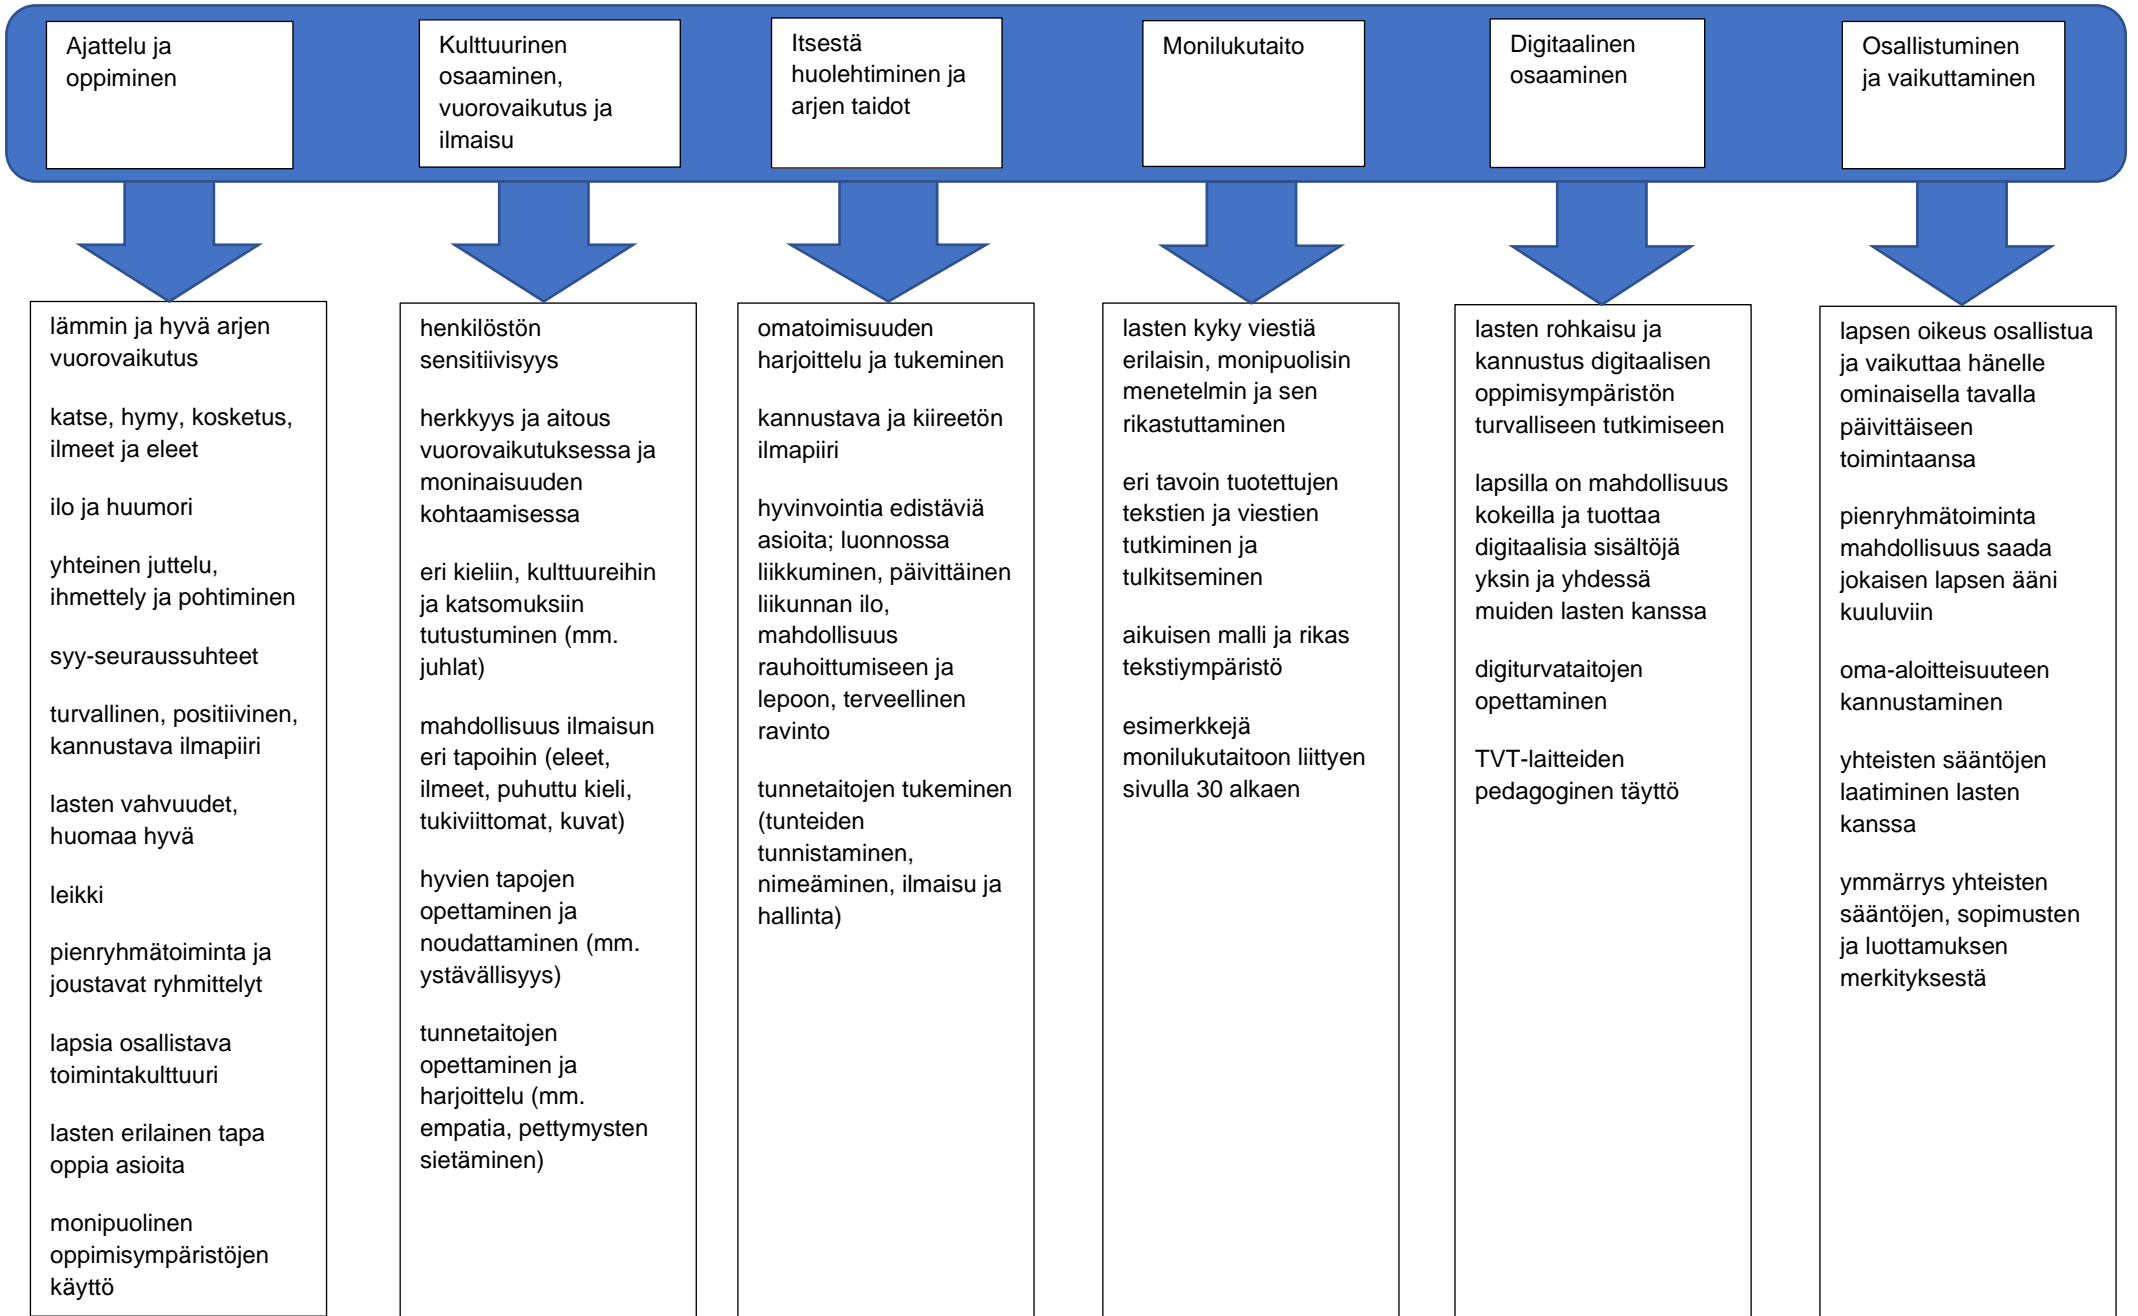 Ajattelu ja
oppiminen
Kulttuurinen
osaaminen,
vuorovaikutus ja
ilmaisu
Itsestä
huolehtiminen ja
arjen taidot
Monilukutaito
Digitaalinen
osaaminen
Osallistuminen
ja vaikuttaminen
lämmin ja hyvä arjen
vuorovaikutus
katse, hymy, kosketus,
ilmeet ja eleet
ilo ja huumori
yhteinen juttelu,
ihmettely ja pohtiminen
syy-seuraussuhteet
turvallinen, positiivinen,
kannustava ilmapiiri
lasten vahvuudet,
huomaa hyvä
leikki
pienryhmätoiminta ja
joustavat ryhmittelyt
lapsia osallistava
toimintakulttuuri
lasten erilainen tapa
oppia asioita
monipuolinen
oppimisympäristöjen
käyttö
henkilöstön
sensitiivisyys
herkkyys ja aitous
vuorovaikutuksessa ja
moninaisuuden
kohtaamisessa
eri kieliin, kulttuureihin
ja katsomuksiin
tutustuminen (mm.
juhlat)
mahdollisuus ilmaisun
eri tapoihin (eleet,
ilmeet, puhuttu kieli,
tukiviittomat, kuvat)
hyvien tapojen
opettaminen ja
noudattaminen (mm.
ystävällisyys)
tunnetaitojen
opettaminen ja
harjoittelu (mm.
empatia, pettymysten
sietäminen)
omatoimisuuden
harjoittelu ja tukeminen
kannustava ja kiireetön
ilmapiiri
hyvinvointia edistäviä
asioita; luonnossa
liikkuminen, päivittäinen
liikunnan ilo,
mahdollisuus
rauhoittumiseen ja
lepoon, terveellinen
ravinto
tunnetaitojen tukeminen
(tunteiden
tunnistaminen,
nimeäminen, ilmaisu ja
hallinta)
lasten kyky viestiä
erilaisin, monipuolisin
menetelmin ja sen
rikastuttaminen
eri tavoin tuotettujen
tekstien ja viestien
tutkiminen ja
tulkitseminen
aikuisen malli ja rikas
tekstiympäristö
esimerkkejä
monilukutaitoon liittyen
sivulla 30 alkaen
lasten rohkaisu ja
kannustus digitaalisen
oppimisympäristön
turvalliseen tutkimiseen
lapsilla on mahdollisuus
kokeilla ja tuottaa
digitaalisia sisältöjä
yksin ja yhdessä
muiden lasten kanssa
digiturvataitojen
opettaminen
TVT-laitteiden
pedagoginen täyttö
lapsen oikeus osallistua
ja vaikuttaa hänelle
ominaisella tavalla
päivittäiseen
toimintaansa
pienryhmätoiminta
mahdollisuus saada
jokaisen lapsen ääni
kuuluviin
oma-aloitteisuuteen
kannustaminen
yhteisten sääntöjen
laatiminen lasten
kanssa
ymmärrys yhteisten
sääntöjen, sopimusten
ja luottamuksen
merkityksestä